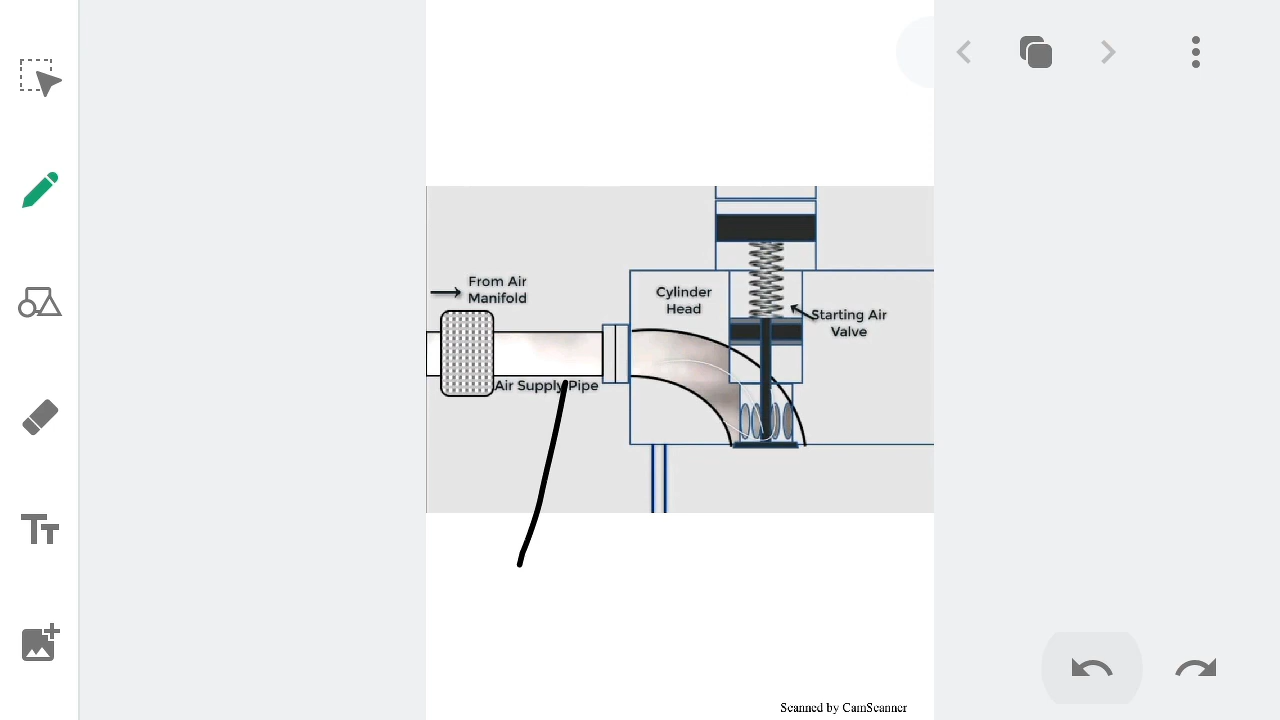 From Air
Manifold
Cylinder
Head
Starting Air
Valve
Air Supply Pipe
Scanned by CamScanner